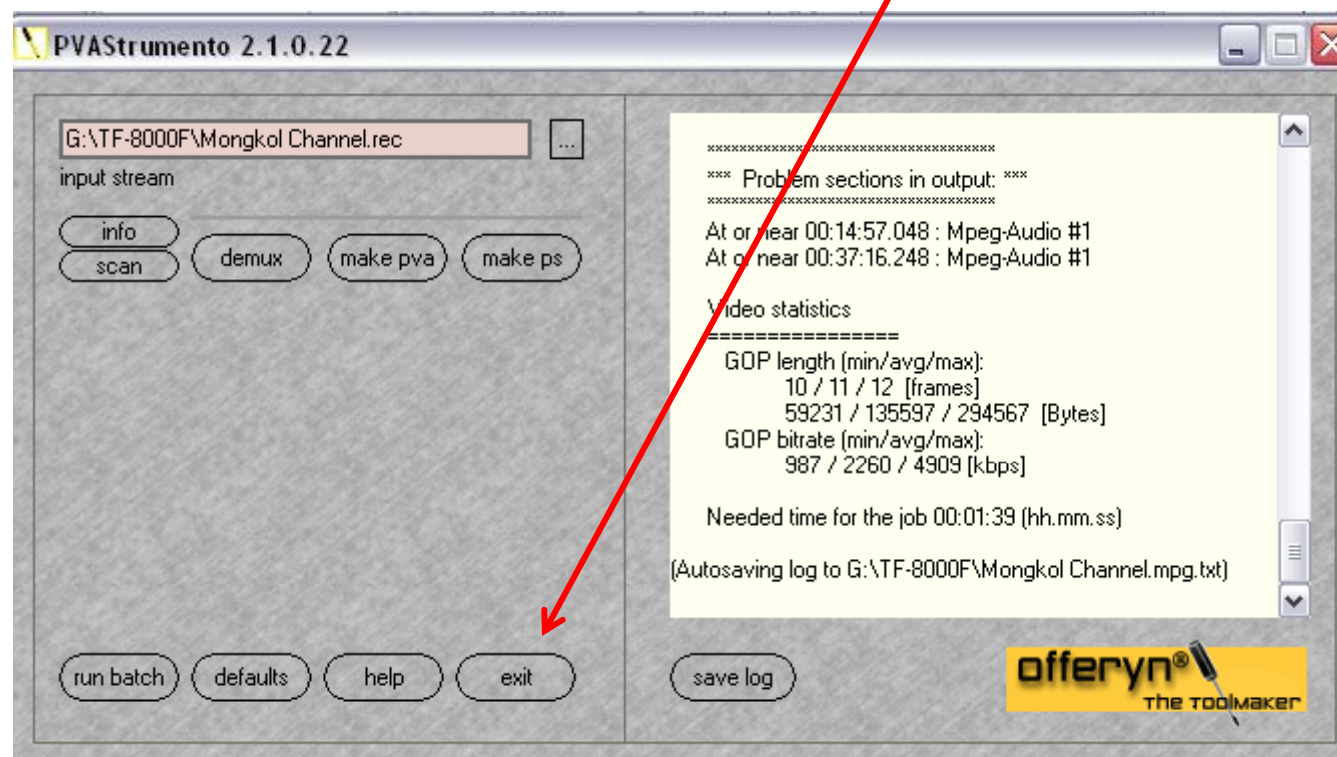 PVAStrumento 2.1.0.22
G:\TF-8000F\Mongkol Channel.rec
...
input stream
info
scan
demux
make pva
make ps
run batch
defaults
help
exit
************************************
*** Problem sections in output: ***
************************************
At or near 00:14:57.048 : Mpeg-Audio #1
At or near 00:37:16.248 : Mpeg-Audio #1
Video statistics
================
GOP length (min/avg/max):
10 / 11 / 12 [frames]
59231 / 135597 / 294567 [Bytes]
GOP bitrate (min/avg/max):
987 / 2260 / 4909 [kbps]
Needed time for the job 00:01:39 (hh.mm.ss)
(Autosaving log to G:\TF-8000F\Mongkol Channel.mpg.txt)
save log
offeryn®
The Toolmaker